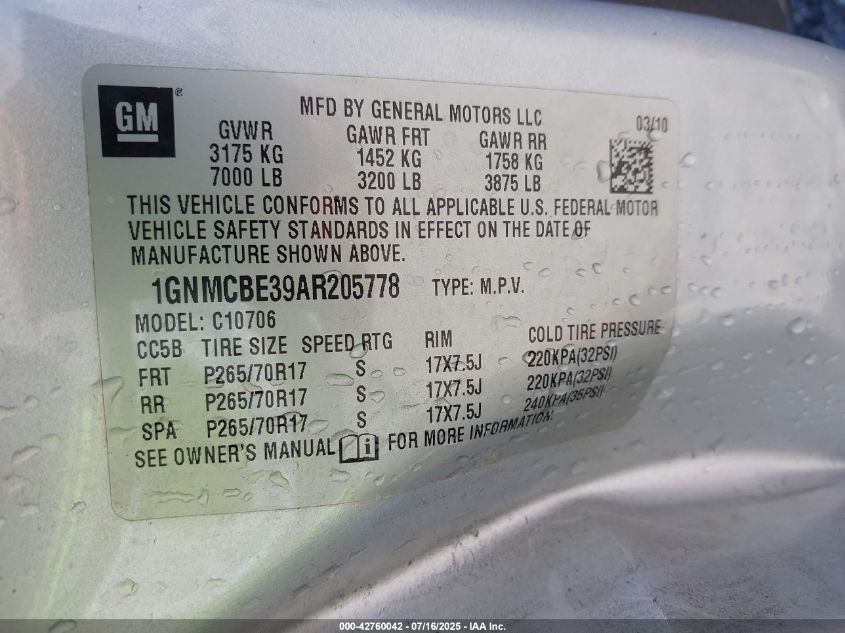 GM®
MFD BY GENERAL MOTORS LLC
03/10
GVWR GAWR FRT GAWR RR
3175 KG 1452 KG 1758 KG
7000 LB 3200 LB 3875 LB
THIS VEHICLE CONFORMS TO ALL APPLICABLE U.S. FEDERAL MOTOR
VEHICLE SAFETY STANDARDS IN EFFECT ON THE DATE OF
MANUFACTURE SHOWN ABOVE.
1GNMCBE39AR205778 TYPE: M.P.V.
MODEL: C10706
CC5B TIRE SIZE SPEED RTG RIM COLD TIRE PRESSURE
FRT P265/70R17 S 17X7.5J 220KPA(32PSI)
RR P265/70R17 S 17X7.5J 220KPA(32PSI)
SPA P265/70R17 S 17X7.5J 240KPA(35PSI)
SEE OWNER'S MANUAL i FOR MORE INFORMATION.
000-42760042 - 07/16/2025 - IAA Inc.